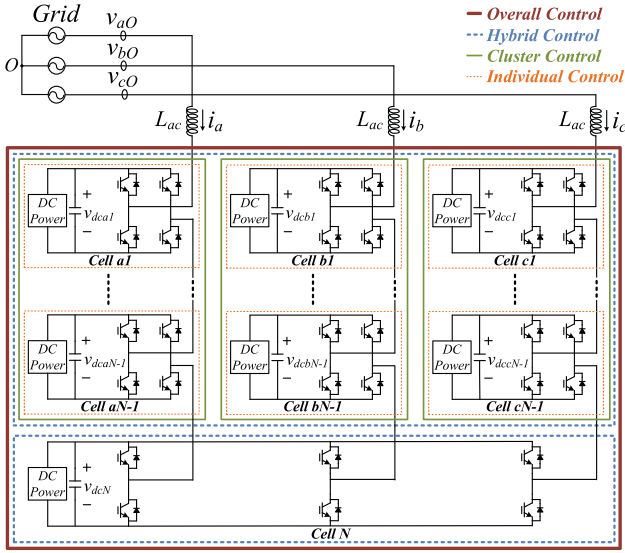 Grid
v_aO
v_bO
O
v_cO
Overall Control
Hybrid Control
Cluster Control
Individual Control
L_ac i_a
L_ac i_b
L_ac i_c
DC Power + v_dca1 −
Cell a1
DC Power + v_dcb1 −
Cell b1
DC Power + v_dcc1 −
Cell c1
DC Power + v_dcaN-1 −
Cell aN-1
DC Power + v_dcbN-1 −
Cell bN-1
DC Power + v_dccN-1 −
Cell cN-1
DC Power + v_dcN −
Cell N